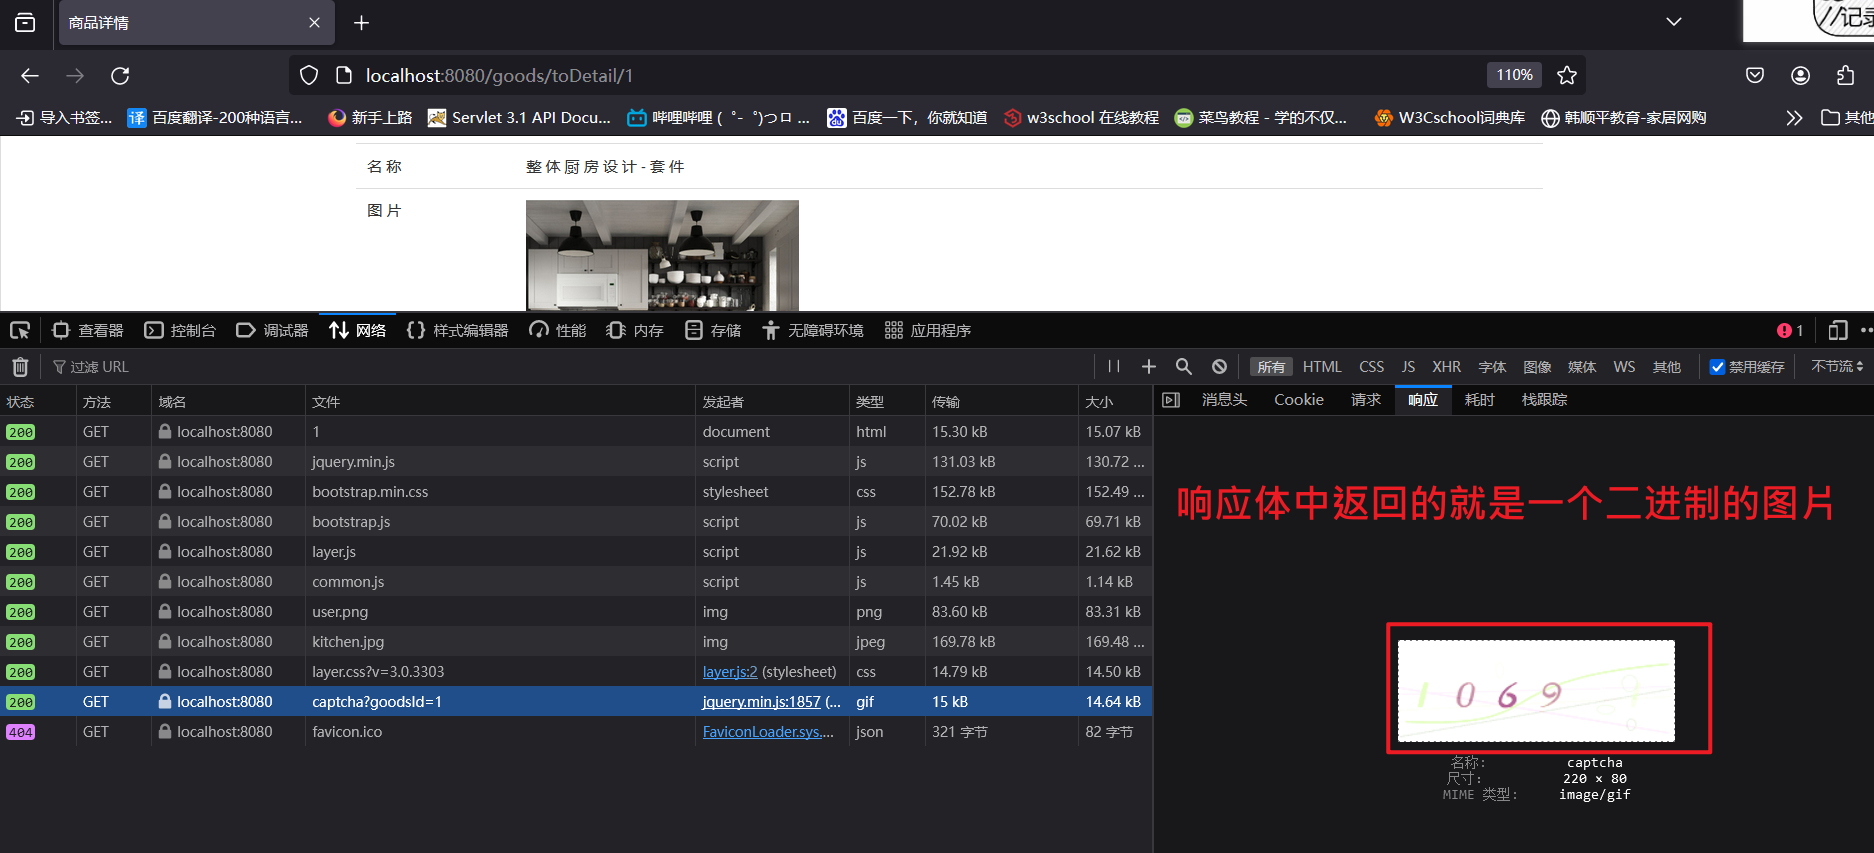 商品详情
//记录
localhost:8080/goods/toDetail/1
110%
导入书签... 百度翻译-200种语言... 新手上路 Servlet 3.1 API Docu... 哔哩哔哩 ( ゜- ゜)つロ ... 百度一下，你就知道 w3school 在线教程 菜鸟教程 - 学的不仅... W3Cschool词典库 韩顺平教育-家居网购 其他
名称 整体厨房设计-套件
图片
查看器 控制台 调试器 网络 样式编辑器 性能 内存 存储 无障碍环境 应用程序 1
过滤 URL 所有 HTML CSS JS XHR 字体 图像 媒体 WS 其他 禁用缓存 不节流
状态 方法 域名 文件 发起者 类型 传输 大小 消息头 Cookie 请求 响应 耗时 栈跟踪
200 GET localhost:8080 1 document html 15.30 kB 15.07 kB
200 GET localhost:8080 jquery.min.js script js 131.03 kB 130.72 ...
200 GET localhost:8080 bootstrap.min.css stylesheet css 152.78 kB 152.49 ...
200 GET localhost:8080 bootstrap.js script js 70.02 kB 69.71 kB
200 GET localhost:8080 layer.js script js 21.92 kB 21.62 kB
200 GET localhost:8080 common.js script js 1.45 kB 1.14 kB
200 GET localhost:8080 user.png img png 83.60 kB 83.31 kB
200 GET localhost:8080 kitchen.jpg img jpeg 169.78 kB 169.48 ...
200 GET localhost:8080 layer.css?v=3.0.3303 layer.js:2 (stylesheet) css 14.79 kB 14.50 kB
200 GET localhost:8080 captcha?goodsId=1 jquery.min.js:1857 (... gif 15 kB 14.64 kB
404 GET localhost:8080 favicon.ico FaviconLoader.sys.... json 321 字节 82 字节
响应体中返回的就是一个二进制的图片
1 0 6 9
名称: captcha
尺寸: 220 × 80
MIME 类型: image/gif